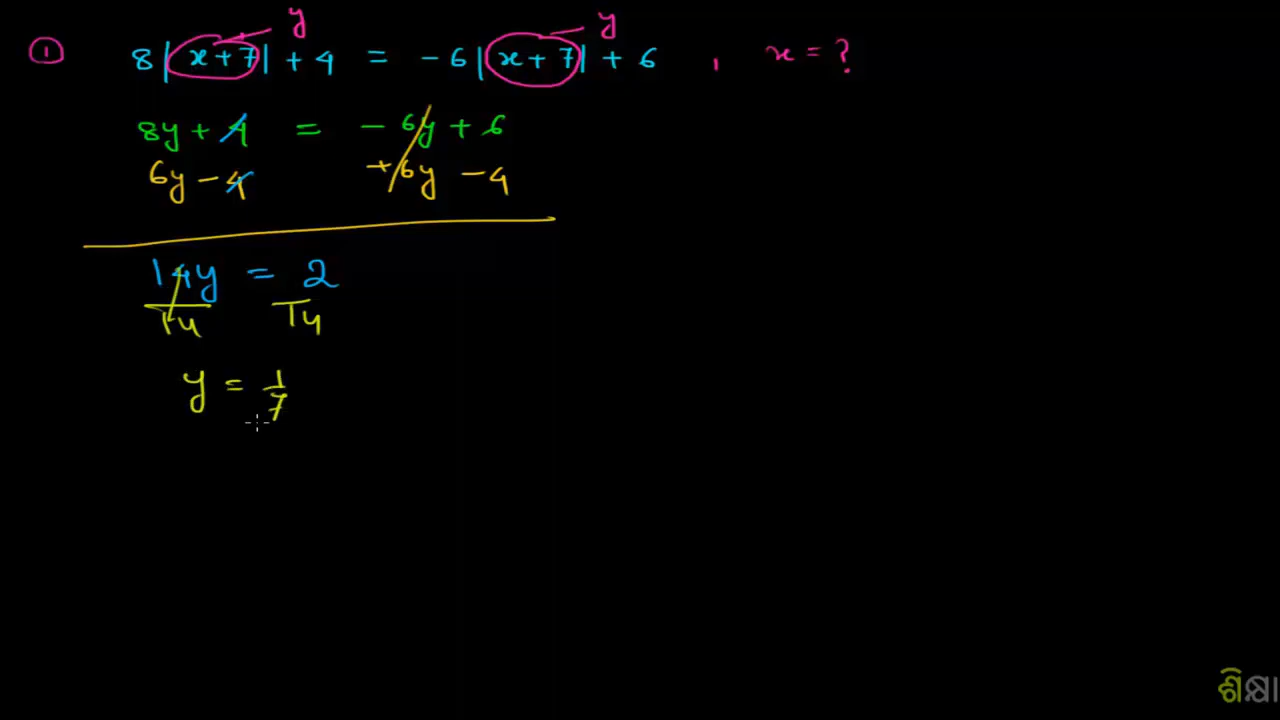 y y
① 8|x+7| + 4 = -6|x+7| + 6 , x = ?
8y + 4 = - 6y + 6
6y - 4 + 6y - 4
14y = 2
14 14
y = 1/7
ଶିକ୍ଷା